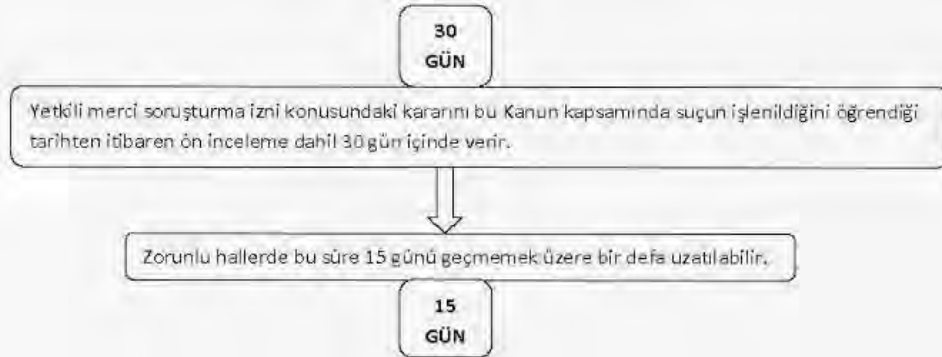 30
GÜN
Yetkili merci soruşturma izni konusundaki kararını bu Kanun kapsamında suçun işlenildiğini öğrendiği
tarihten itibaren ön inceleme dahil 30 gün içinde verir.
Zorunlu hallerde bu süre 15 günü geçmemek üzere bir defa uzatılabilir.
15
GÜN